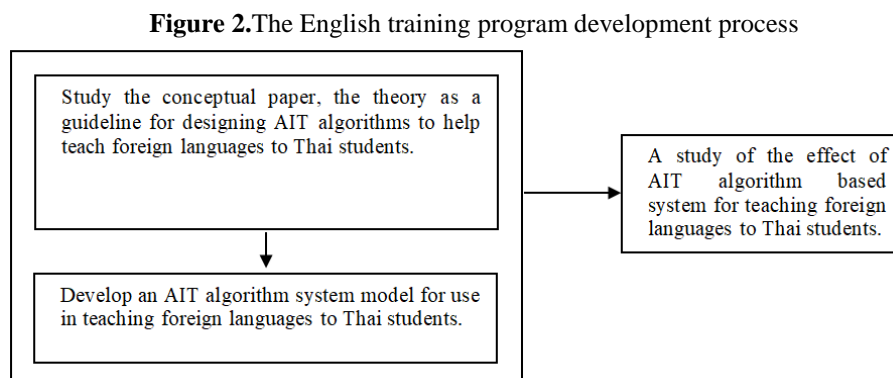 Figure 2.The English training program development process
Study the conceptual paper, the theory as a
guideline for designing AIT algorithms to help
teach foreign languages to Thai students.
Develop an AIT algorithm system model for use
in teaching foreign languages to Thai students.
A study of the effect of
AIT algorithm based
system for teaching foreign
languages to Thai students.